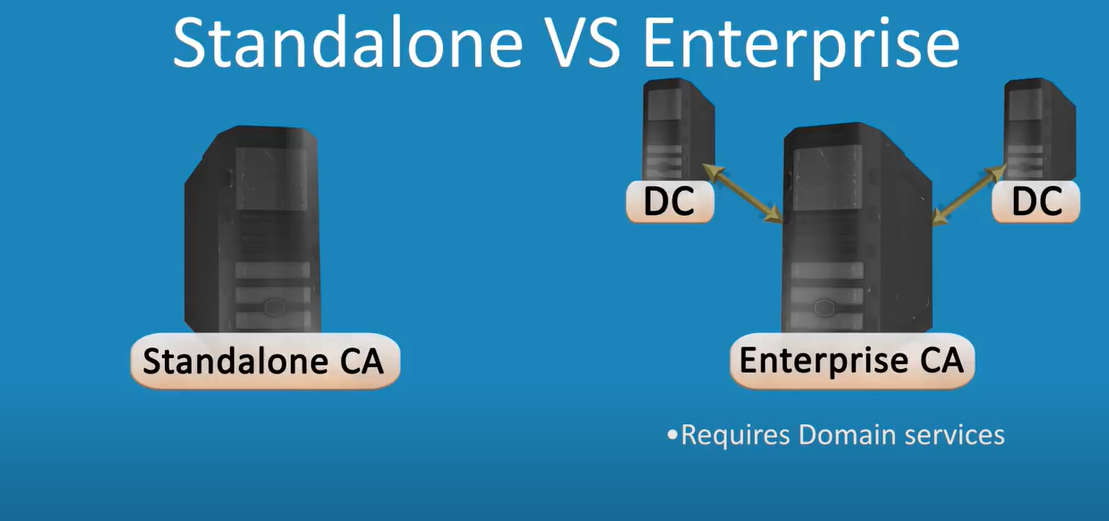 Standalone VS Enterprise
DC
DC
Standalone CA
Enterprise CA
•Requires Domain services